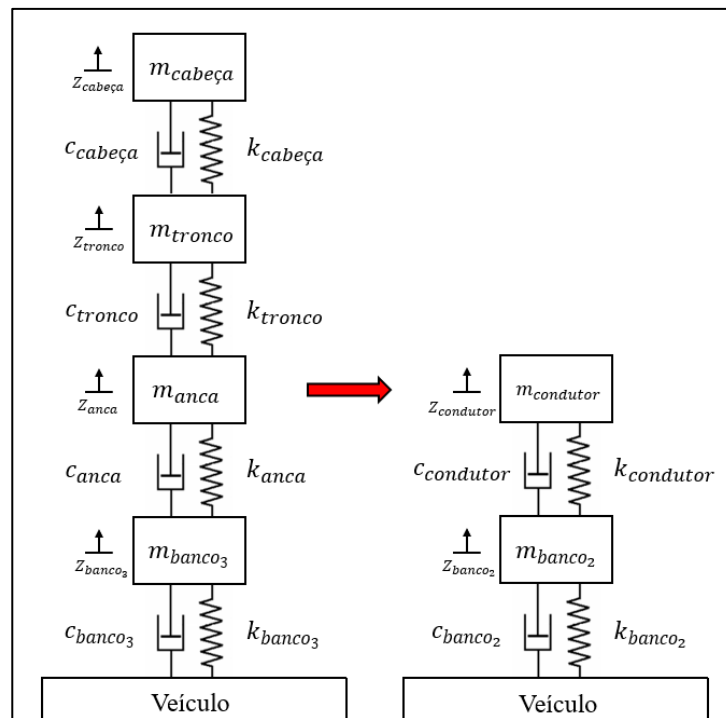 m_cabeça
z_cabeça
c_cabeça k_cabeça
m_tronco
z_tronco
c_tronco k_tronco
m_anca
z_anca
c_anca k_anca
m_banco₃
z_banco₃
c_banco₃ k_banco₃
Veículo
m_condutor
z_condutor
c_condutor k_condutor
m_banco₂
z_banco₂
c_banco₂ k_banco₂
Veículo